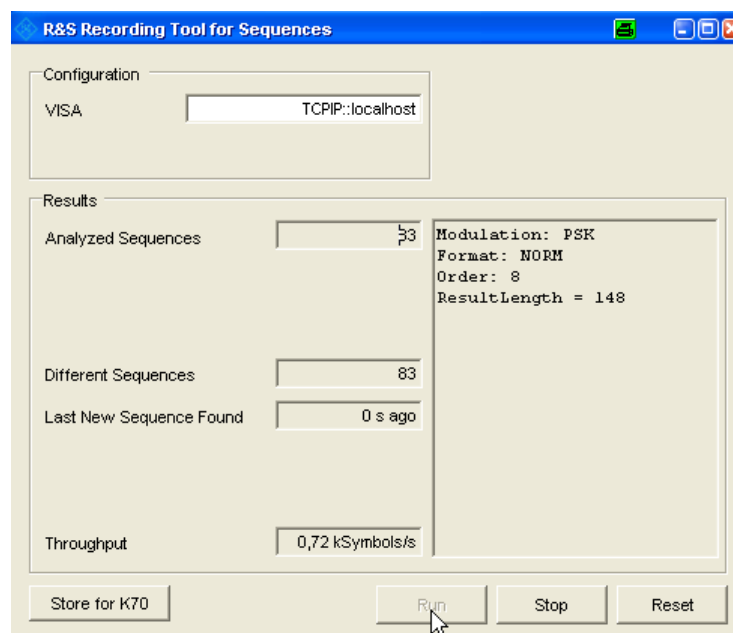 R&S Recording Tool for Sequences
Configuration
VISA
TCPIP::localhost
Results
Analyzed Sequences
Modulation: PSK
Format: NORM
Order: 8
ResultLength = 148
Different Sequences
83
Last New Sequence Found
0 s ago
Throughput
0,72 kSymbols/s
Store for K70
Run
Stop
Reset